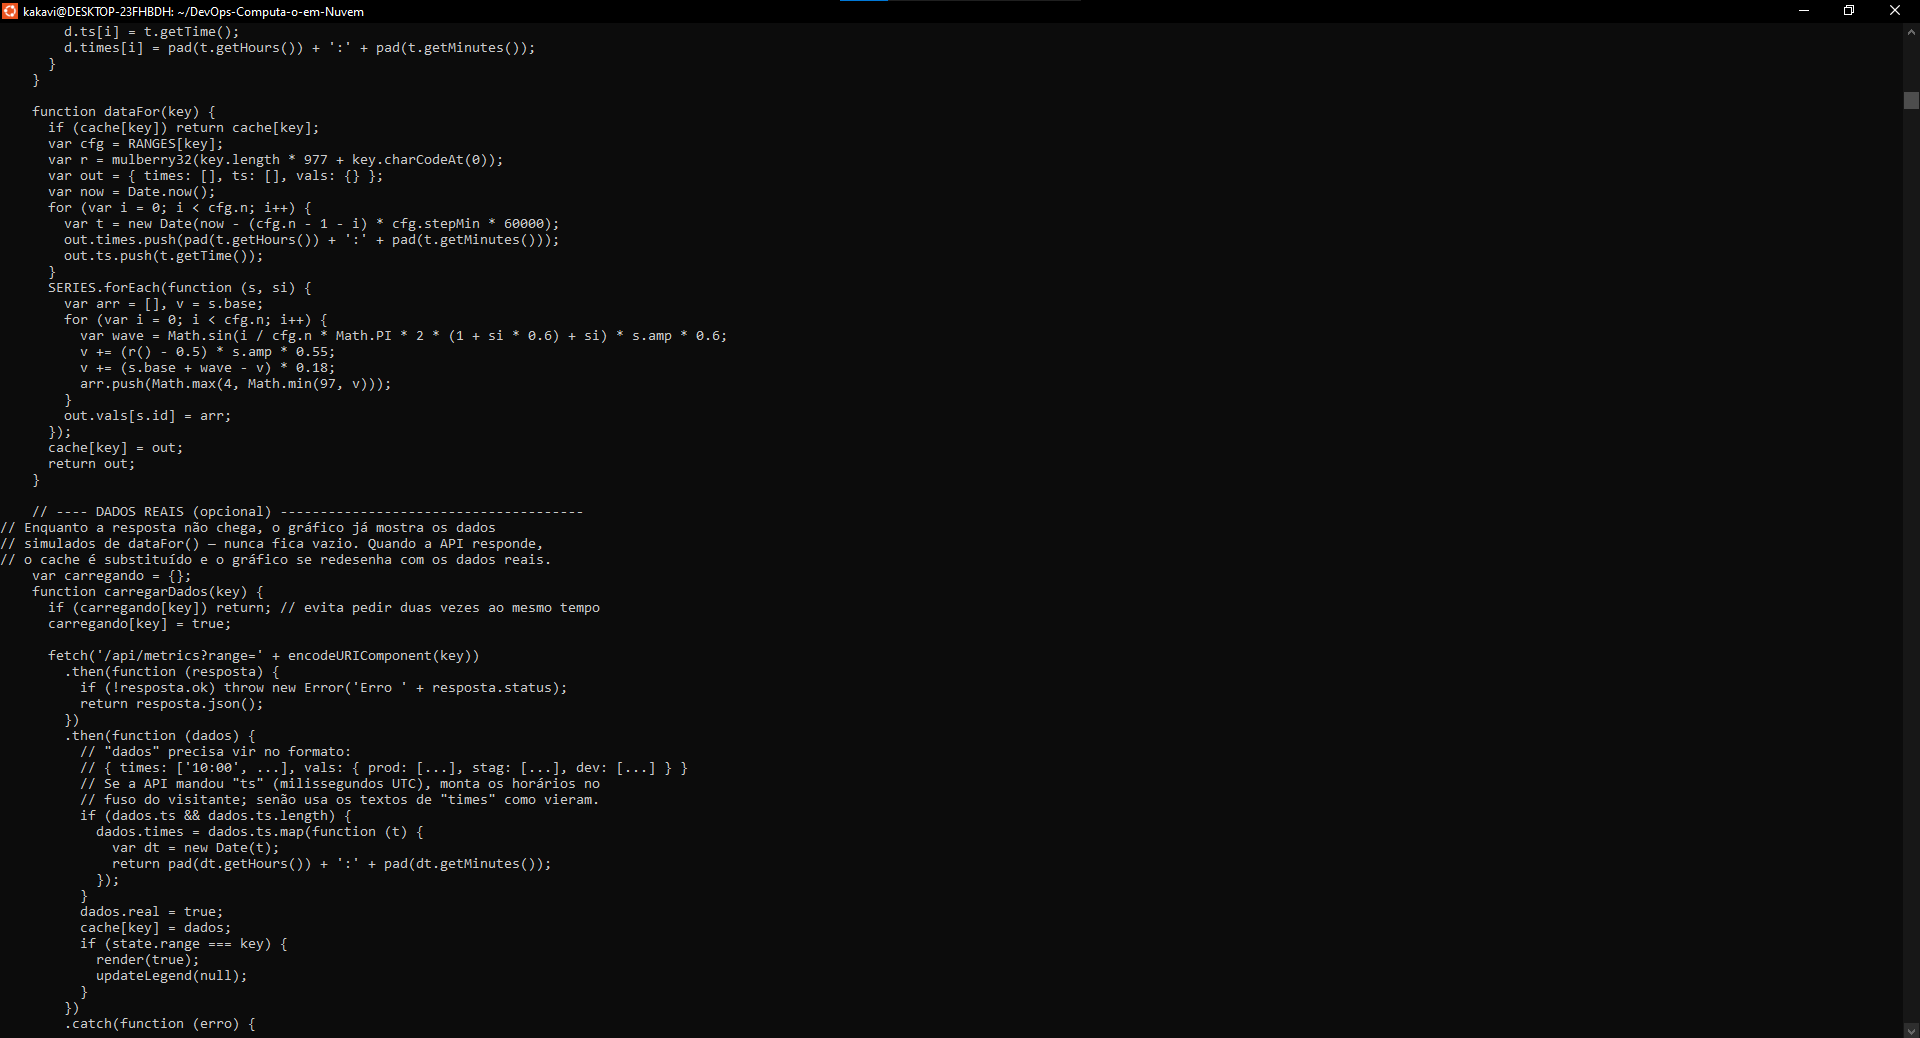 kakavi@DESKTOP-23FHBDH: ~/DevOps-Computa-o-em-Nuvem
        d.ts[i] = t.getTime();
        d.times[i] = pad(t.getHours()) + ':' + pad(t.getMinutes());
      }
    }

    function dataFor(key) {
      if (cache[key]) return cache[key];
      var cfg = RANGES[key];
      var r = mulberry32(key.length * 977 + key.charCodeAt(0));
      var out = { times: [], ts: [], vals: {} };
      var now = Date.now();
      for (var i = 0; i < cfg.n; i++) {
        var t = new Date(now - (cfg.n - 1 - i) * cfg.stepMin * 60000);
        out.times.push(pad(t.getHours()) + ':' + pad(t.getMinutes()));
        out.ts.push(t.getTime());
      }
      SERIES.forEach(function (s, si) {
        var arr = [], v = s.base;
        for (var i = 0; i < cfg.n; i++) {
          var wave = Math.sin(i / cfg.n * Math.PI * 2 * (1 + si * 0.6) + si) * s.amp * 0.6;
          v += (r() - 0.5) * s.amp * 0.55;
          v += (s.base + wave - v) * 0.18;
          arr.push(Math.max(4, Math.min(97, v)));
        }
        out.vals[s.id] = arr;
      });
      cache[key] = out;
      return out;
    }

    // ---- DADOS REAIS (opcional) --------------------------------------
// Enquanto a resposta não chega, o gráfico já mostra os dados
// simulados de dataFor() — nunca fica vazio. Quando a API responde,
// o cache é substituído e o gráfico se redesenha com os dados reais.
    var carregando = {};
    function carregarDados(key) {
      if (carregando[key]) return; // evita pedir duas vezes ao mesmo tempo
      carregando[key] = true;

      fetch('/api/metrics?range=' + encodeURIComponent(key))
        .then(function (resposta) {
          if (!resposta.ok) throw new Error('Erro ' + resposta.status);
          return resposta.json();
        })
        .then(function (dados) {
          // "dados" precisa vir no formato:
          // { times: ['10:00', ...], vals: { prod: [...], stag: [...], dev: [...] } }
          // Se a API mandou "ts" (milissegundos UTC), monta os horários no
          // fuso do visitante; senão usa os textos de "times" como vieram.
          if (dados.ts && dados.ts.length) {
            dados.times = dados.ts.map(function (t) {
              var dt = new Date(t);
              return pad(dt.getHours()) + ':' + pad(dt.getMinutes());
            });
          }
          dados.real = true;
          cache[key] = dados;
          if (state.range === key) {
            render(true);
            updateLegend(null);
          }
        })
        .catch(function (erro) {